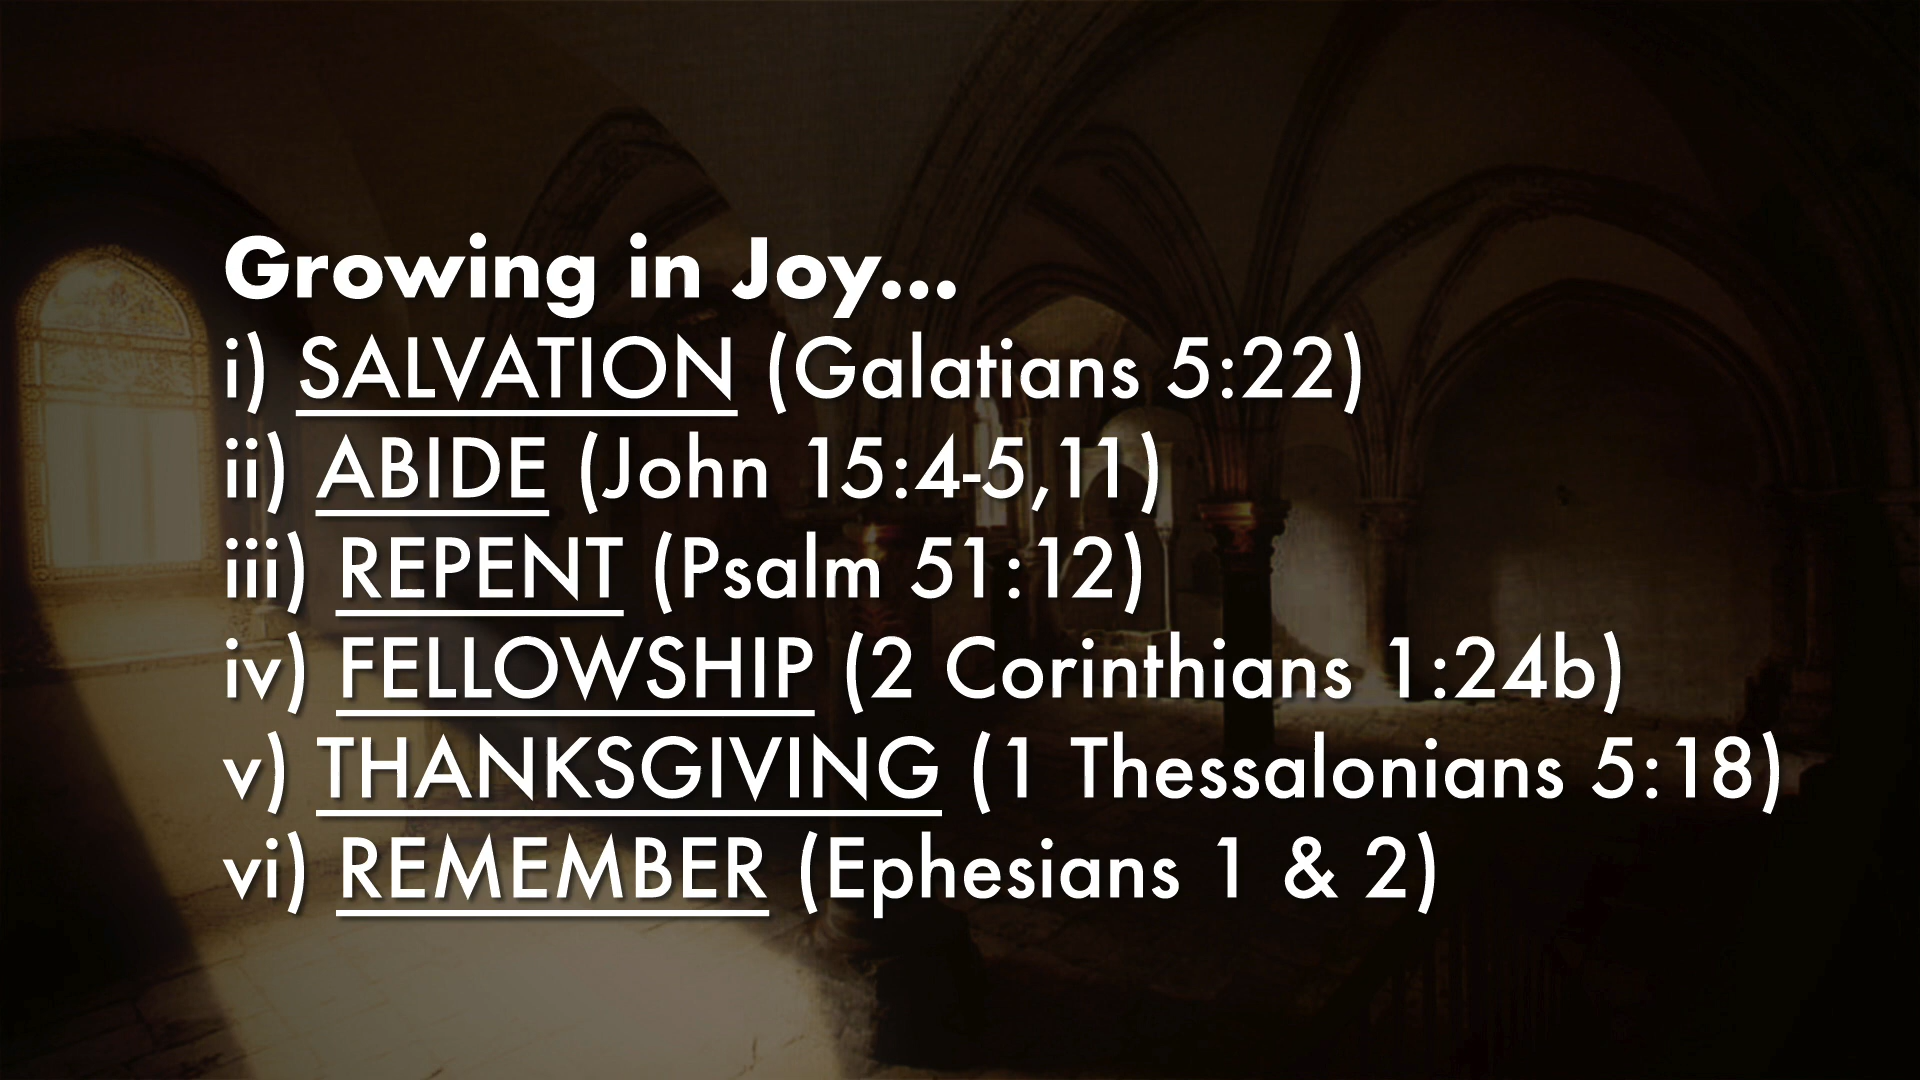 Growing in Joy...
i) SALVATION (Galatians 5:22)
ii) ABIDE (John 15:4-5,11)
iii) REPENT (Psalm 51:12)
iv) FELLOWSHIP (2 Corinthians 1:24b)
v) THANKSGIVING (1 Thessalonians 5:18)
vi) REMEMBER (Ephesians 1 & 2)